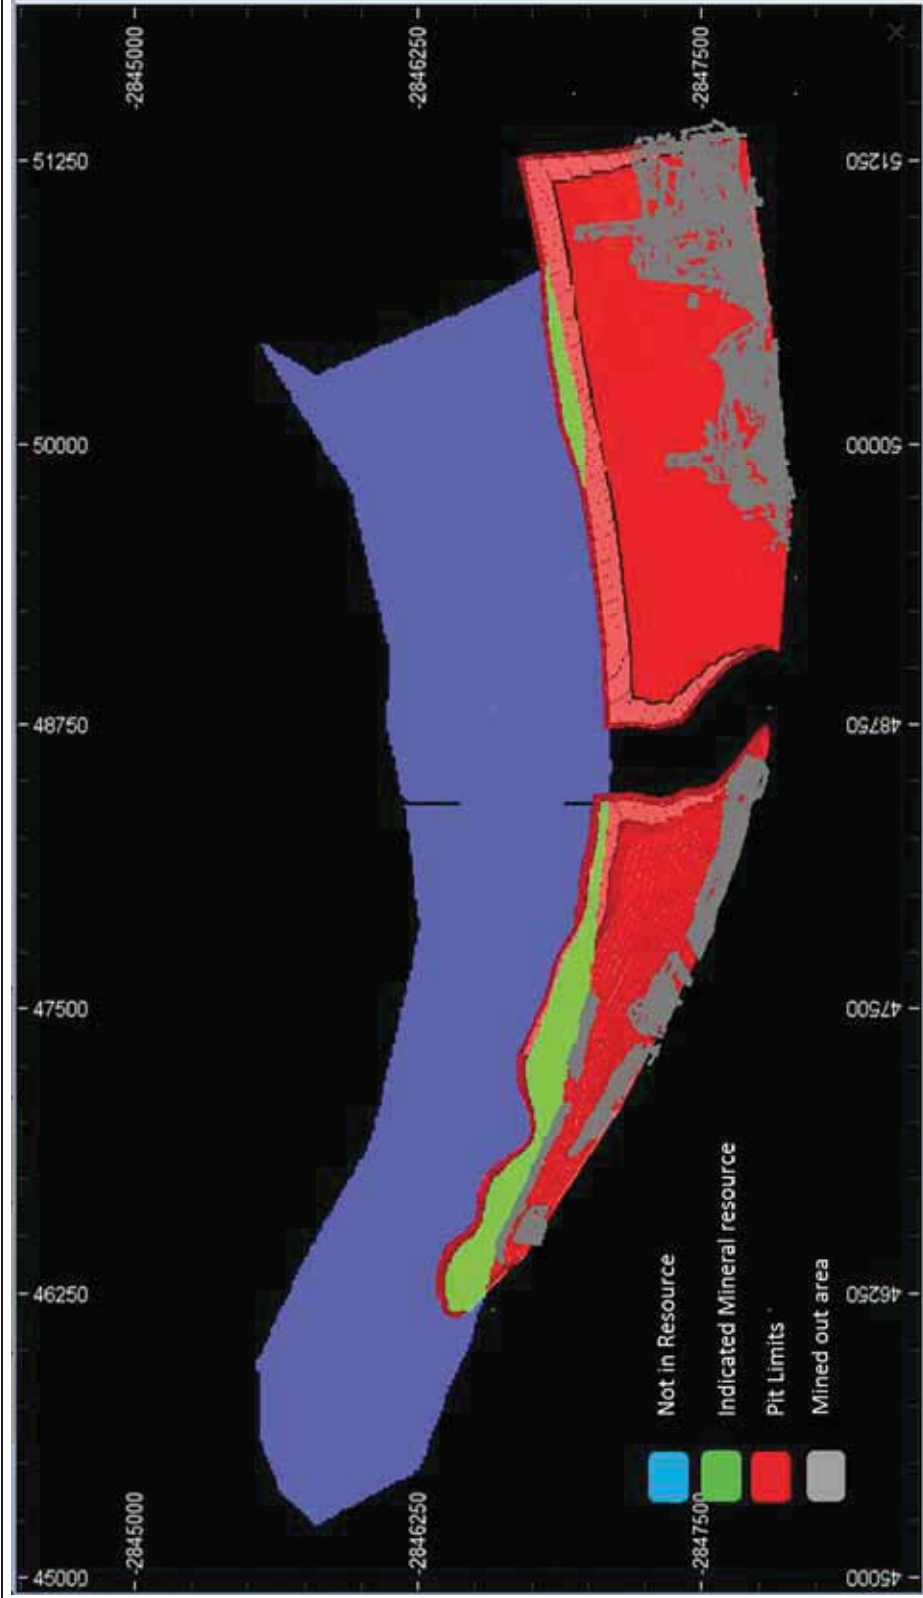 45000 46250 47500 48750 50000 51250
-2845000 -2845000
-2846250 -2846250
Not in Resource
-2847500 -2847500
Indicated Mineral resource
Pit Limits
Mined out area
45000 46250 47500 48750 50000 51250